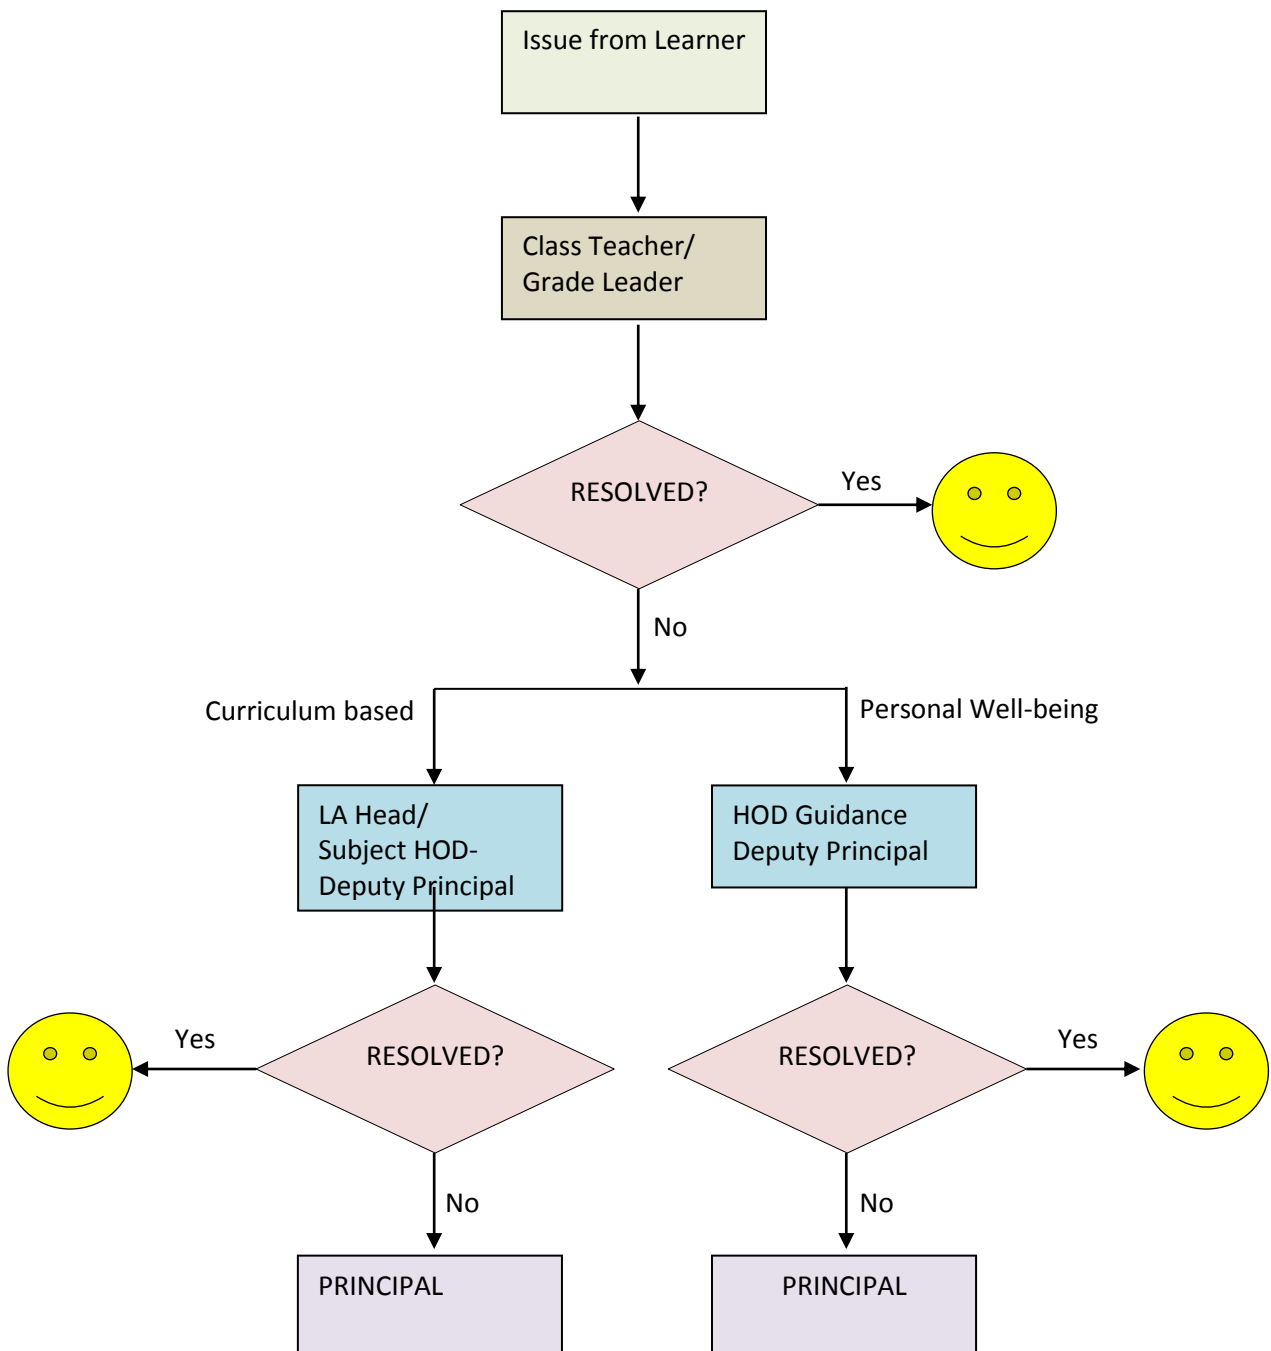 Issue from Learner
Class Teacher/
Grade Leader
RESOLVED?
Yes
No
Curriculum based
Personal Well-being
LA Head/
Subject HOD-
Deputy Principal
HOD Guidance
Deputy Principal
Yes
RESOLVED?
RESOLVED?
Yes
No
No
PRINCIPAL
PRINCIPAL